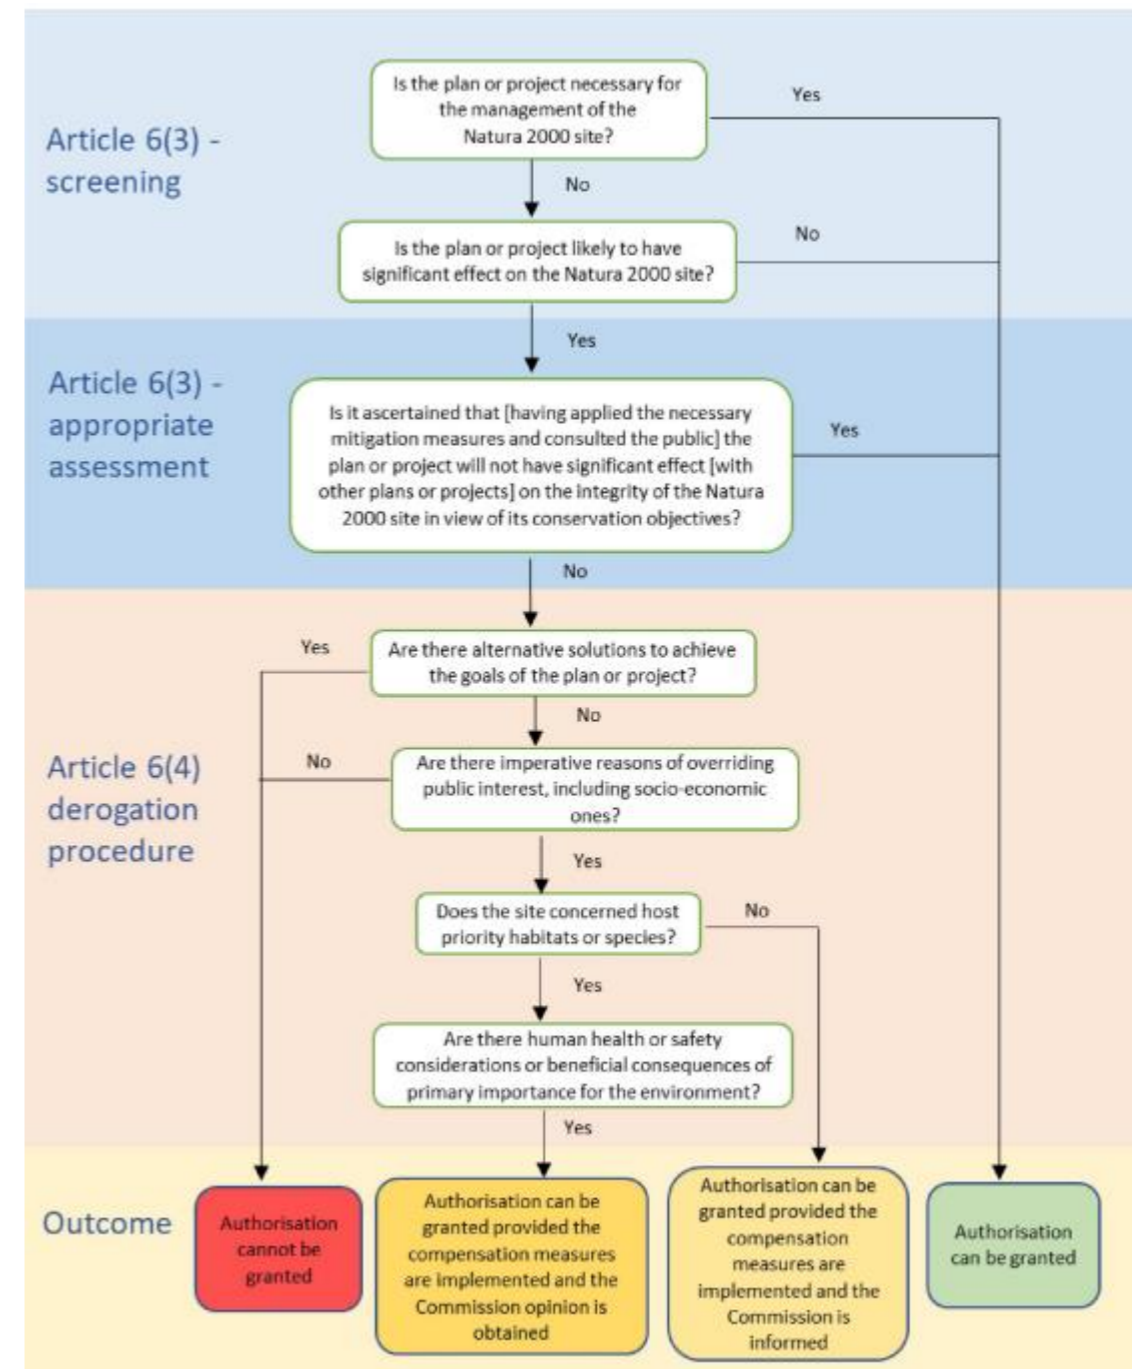 Article 6(3) -
screening
Is the plan or project necessary for
the management of the
Natura 2000 site?
Yes
No
Is the plan or project likely to have
significant effect on the Natura 2000 site?
No
Yes
Article 6(3) -
appropriate
assessment
Is it ascertained that [having applied the necessary
mitigation measures and consulted the public] the
plan or project will not have significant effect [with
other plans or projects] on the integrity of the Natura
2000 site in view of its conservation objectives?
Yes
No
Article 6(4)
derogation
procedure
Yes
Are there alternative solutions to achieve
the goals of the plan or project?
No
No
Are there imperative reasons of overriding
public interest, including socio-economic
ones?
Yes
Does the site concerned host
priority habitats or species?
No
Yes
Are there human health or safety
considerations or beneficial consequences of
primary importance for the environment?
Yes
Outcome
Authorisation
cannot be
granted
Authorisation can be
granted provided the
compensation measures
are implemented and the
Commission opinion is
obtained
Authorisation can be
granted provided the
compensation
measures are
implemented and the
Commission is
informed
Authorisation
can be granted